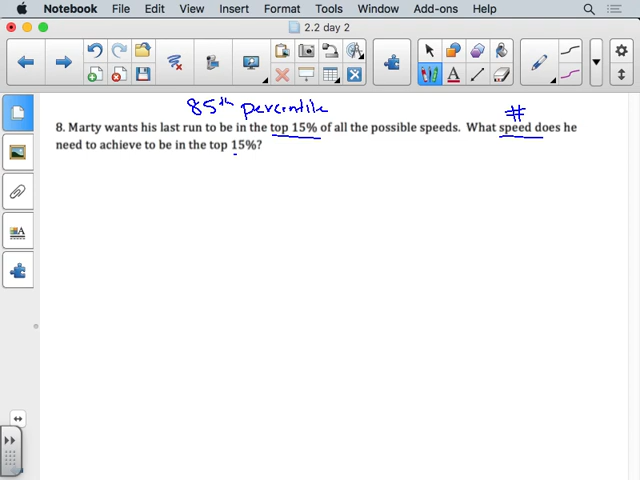 Notebook File Edit View Insert Format Tools Window Add-ons Help
2.2 day 2
85th percentile
#
8. Marty wants his last run to be in the top 15% of all the possible speeds. What speed does he
need to achieve to be in the top 15%?